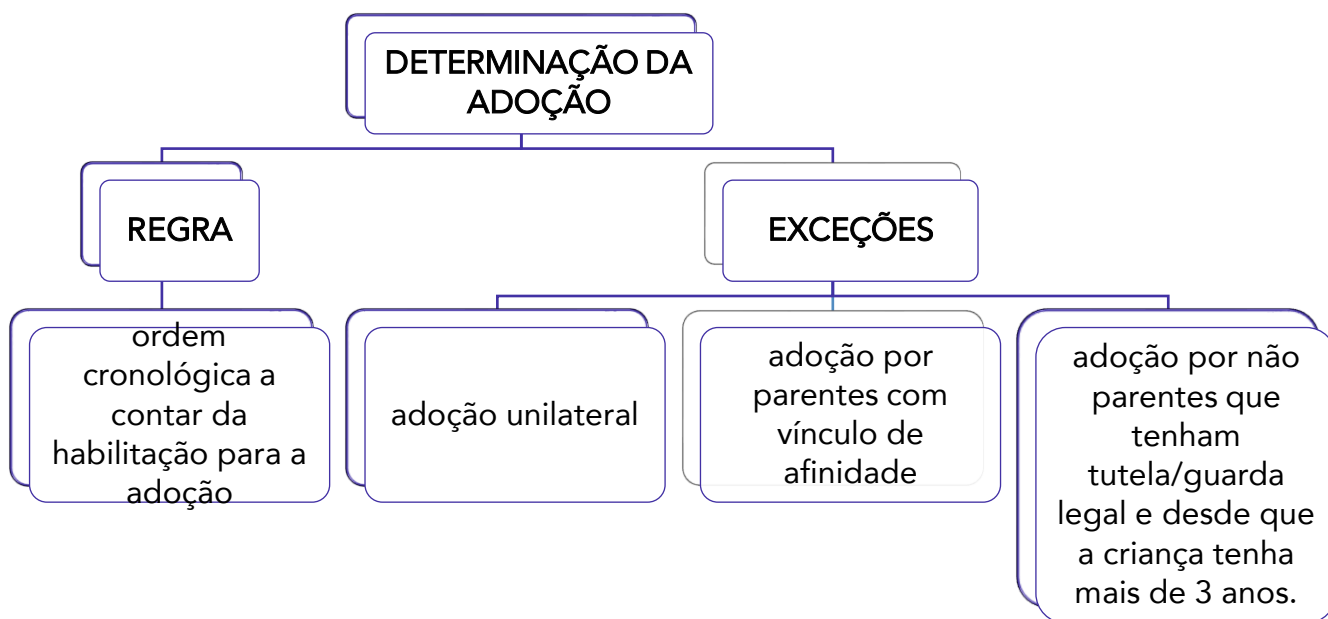 DETERMINAÇÃO DA
ADOÇÃO
REGRA
EXCEÇÕES
ordem
cronológica a
contar da
habilitação para a
adoção
adoção unilateral
adoção por
parentes com
vínculo de
afinidade
adoção por não
parentes que
tenham
tutela/guarda
legal e desde que
a criança tenha
mais de 3 anos.